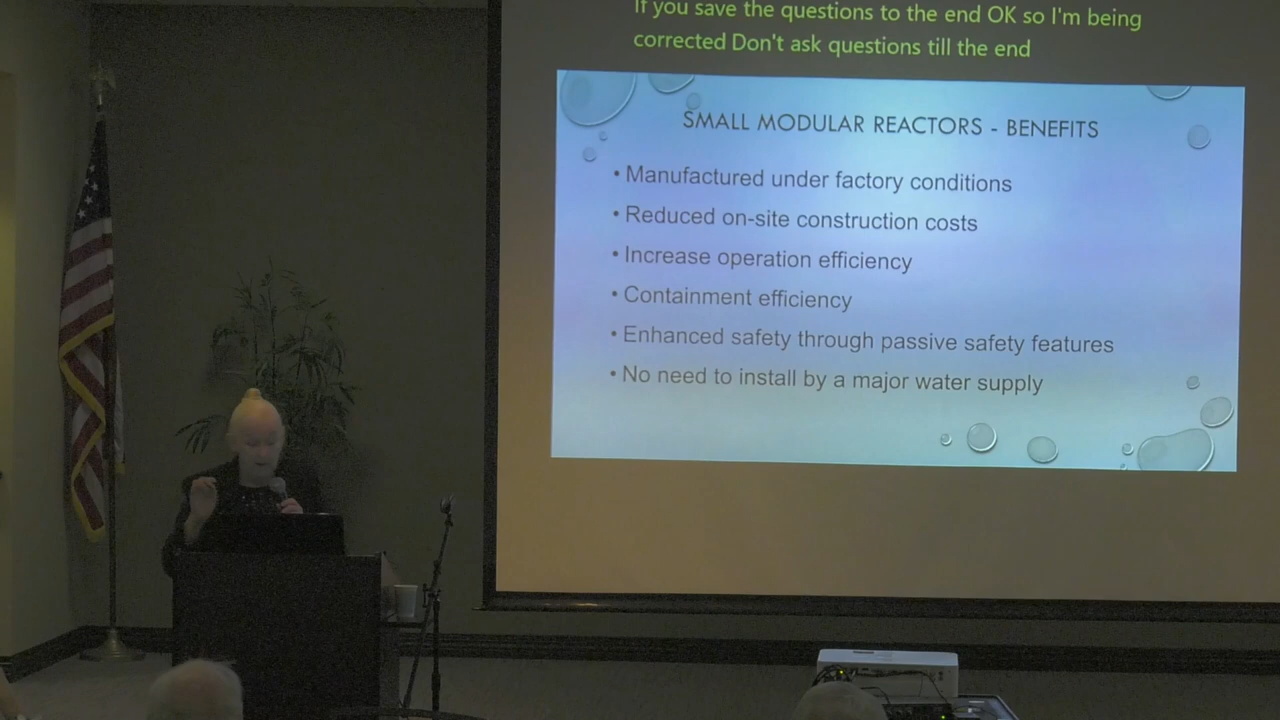 If you save the questions to the end OK so I'm being
corrected Don't ask questions till the end
SMALL MODULAR REACTORS - BENEFITS
• Manufactured under factory conditions
• Reduced on-site construction costs
• Increase operation efficiency
• Containment efficiency
• Enhanced safety through passive safety features
• No need to install by a major water supply